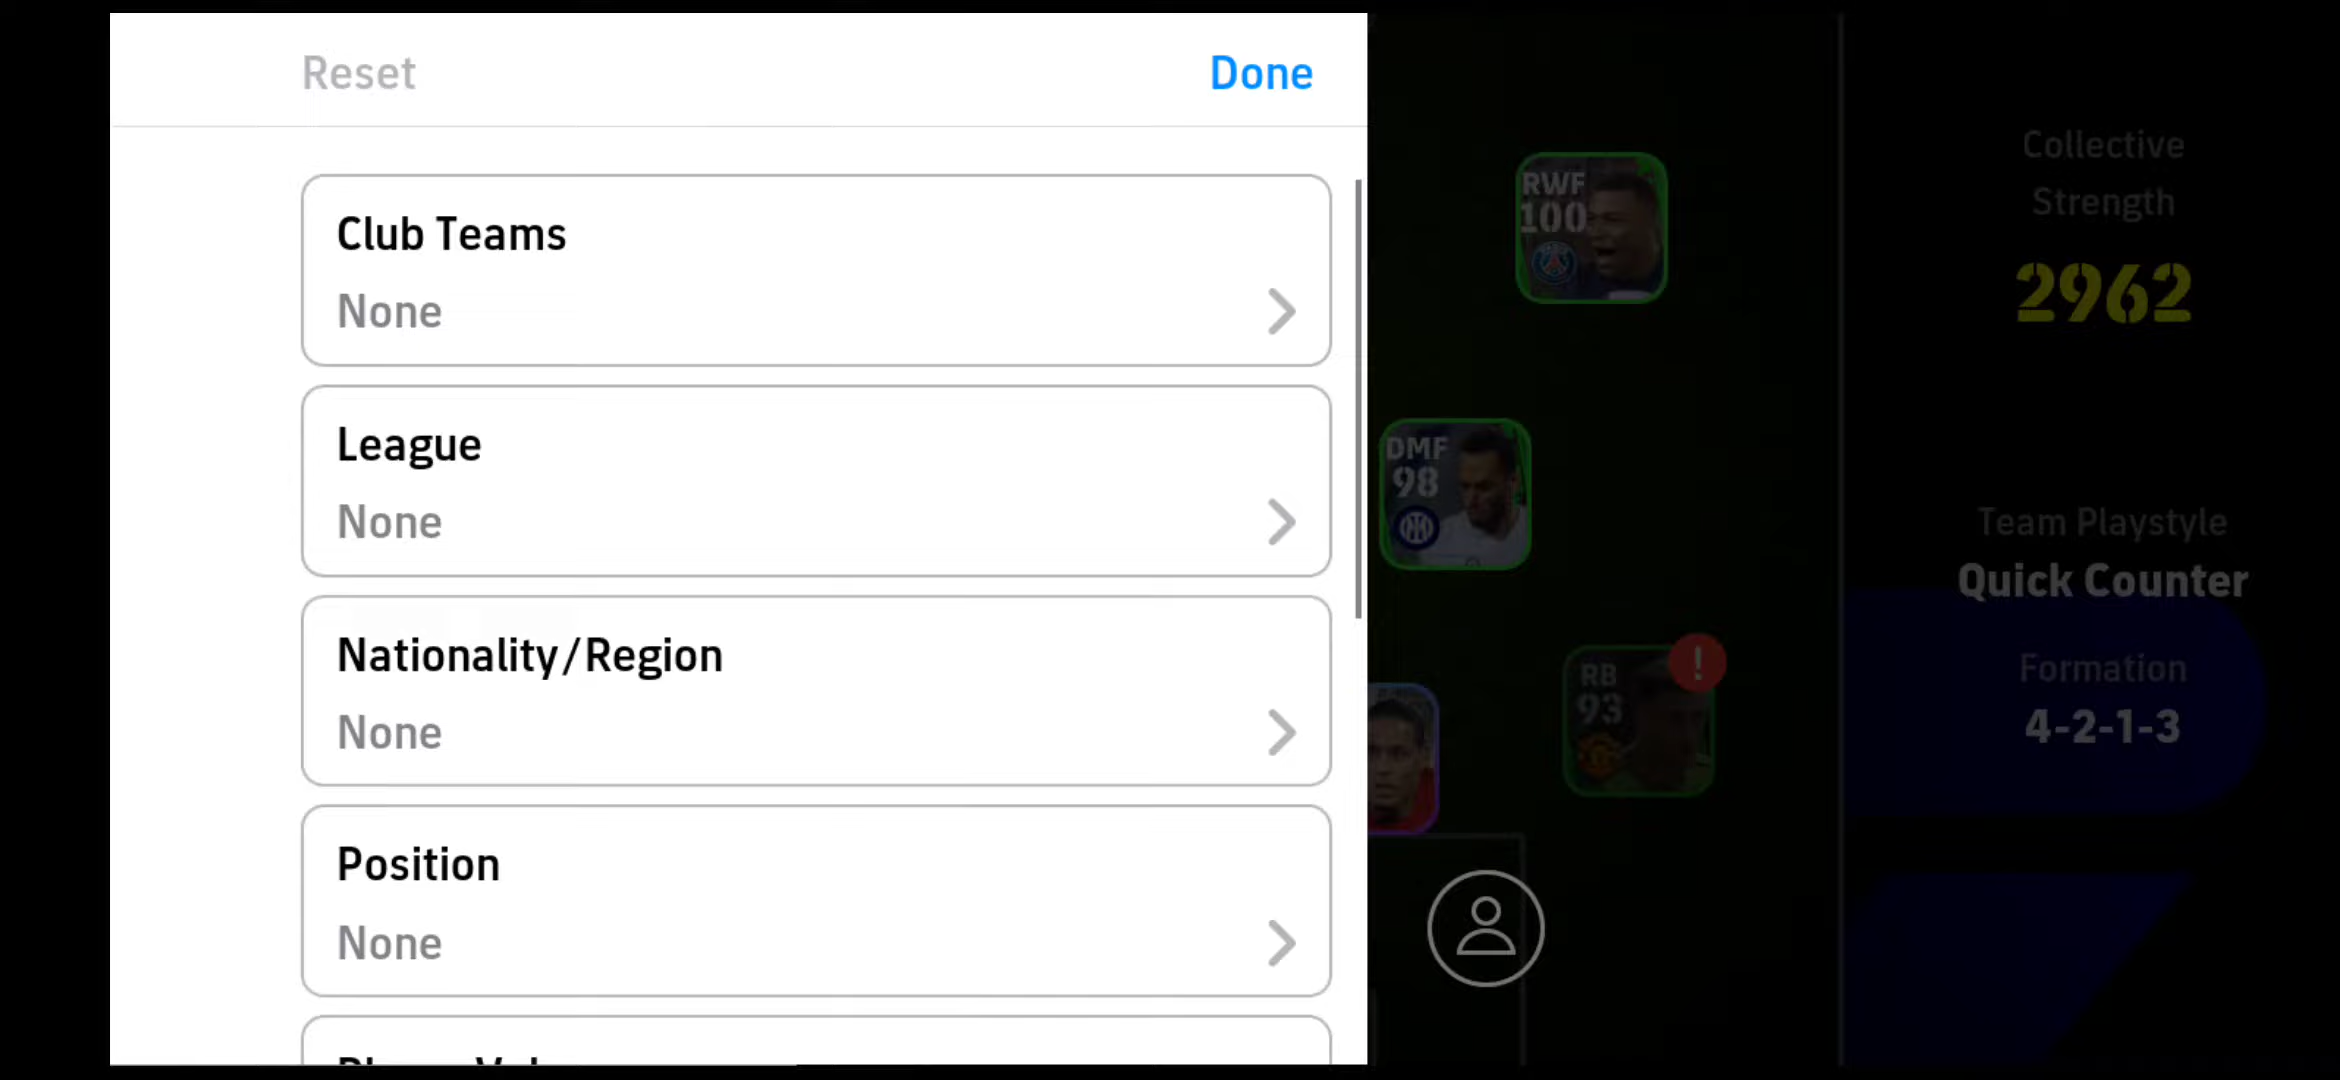 Reset
Done
Club Teams
None
League
None
Nationality/Region
None
Position
None
RWF
100
DMF
98
RB
93
!
Collective
Strength
2962
Team Playstyle
Quick Counter
Formation
4-2-1-3